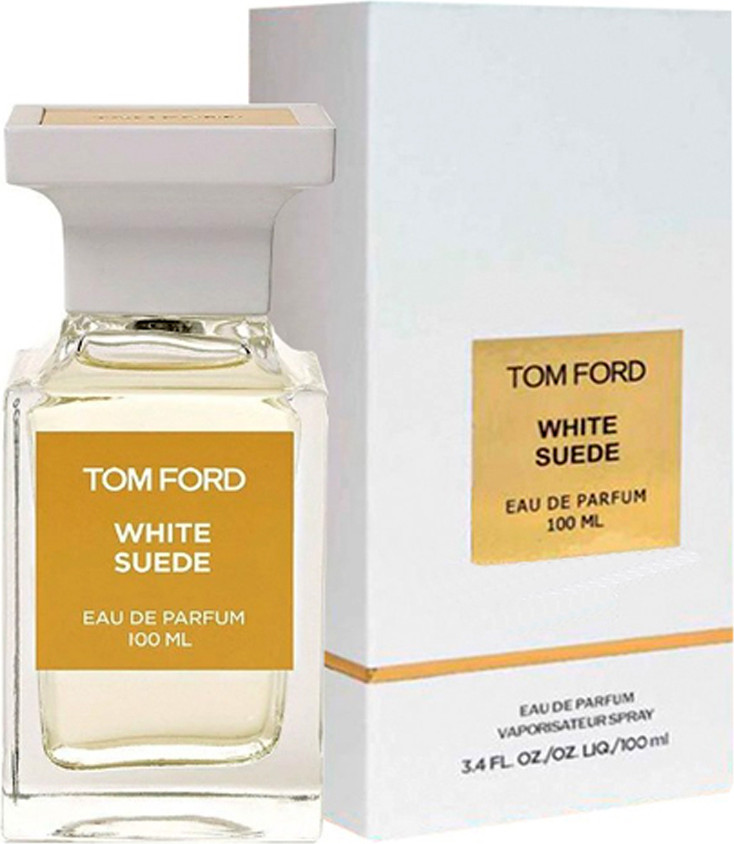 TOM FORD
WHITE
SUEDE
EAU DE PARFUM
100 ML
TOM FORD
WHITE
SUEDE
EAU DE PARFUM
100 ML
EAU DE PARFUM
VAPORISATEUR SPRAY
3.4 FL. OZ./OZ. LIQ./100 ml